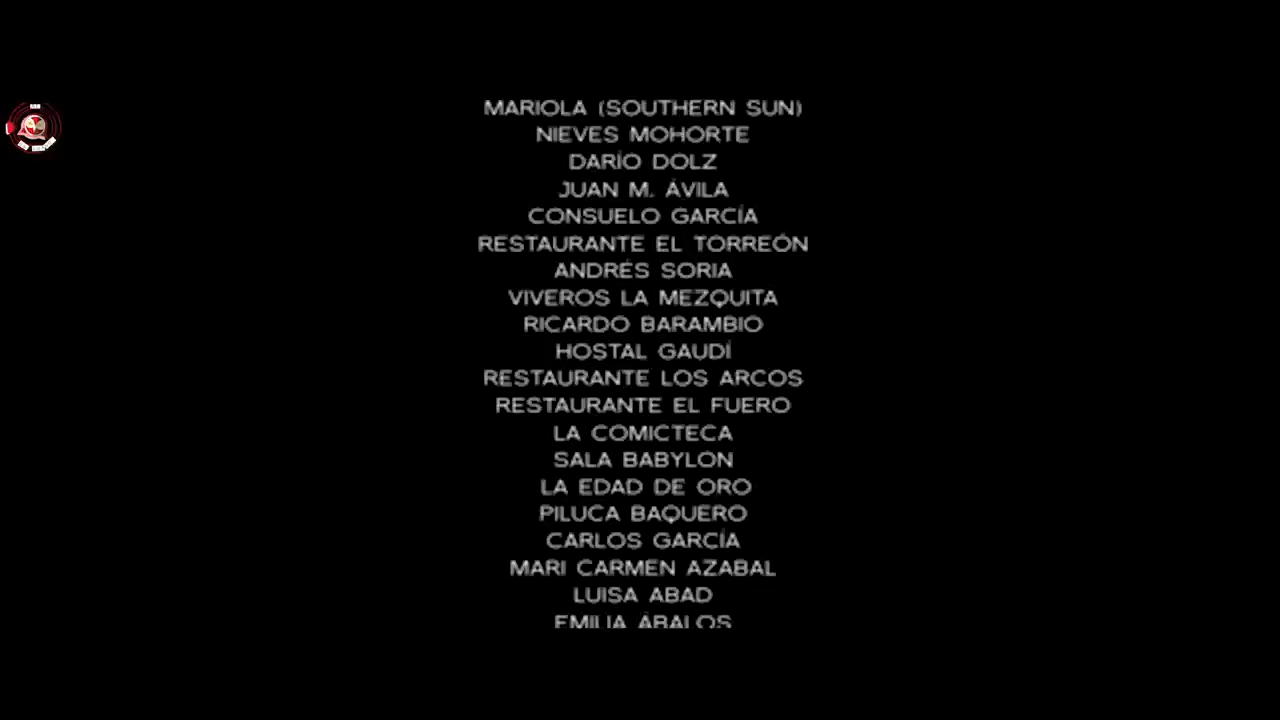 MARIOLA (SOUTHERN SUN)
NIEVES MOHORTE
DARÍO DOLZ
JUAN M. ÁVILA
CONSUELO GARCÍA
RESTAURANTE EL TORREÓN
ANDRÉS SORIA
VIVEROS LA MEZQUITA
RICARDO BARAMBIO
HOSTAL GAUDÍ
RESTAURANTE LOS ARCOS
RESTAURANTE EL FUERO
LA COMICTECA
SALA BABYLON
LA EDAD DE ORO
PILUCA BAQUERO
CARLOS GARCÍA
MARI CARMEN AZABAL
LUISA ABAD
EMILIA ÁBALOS